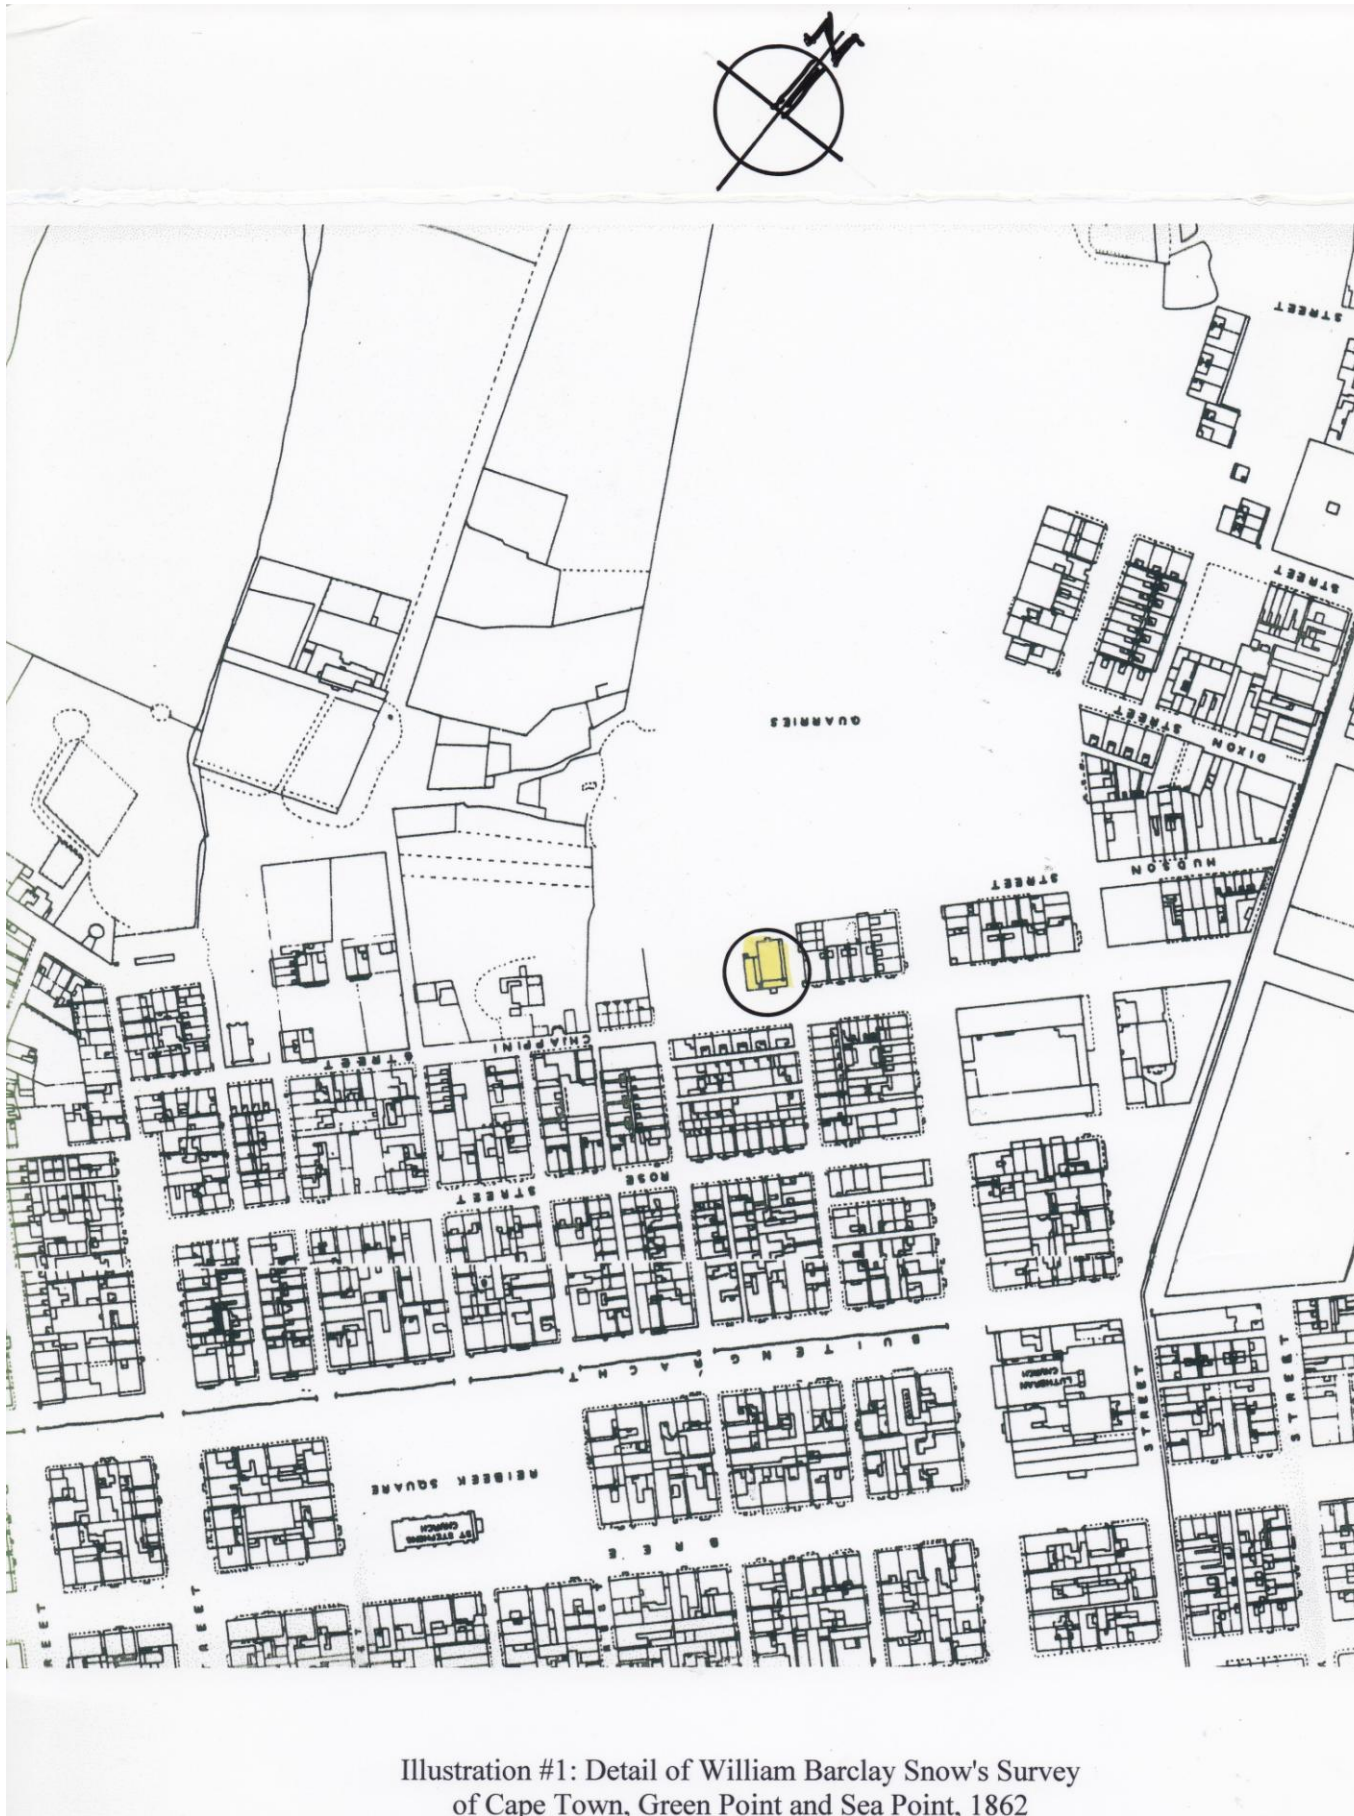 N
STREET
STREET
QUARRIES
DIXON STREET
HUDSON
STREET
CHIAPPINI
STREET
ROSE
STREET
BUITENGRACHT
LUTHERAN
CHURCH
STREET
STREET
REIBEEK
SQUARE
ST STEPHENS
CHURCH
BREE
STREET
Illustration #1: Detail of William Barclay Snow's Survey
of Cape Town, Green Point and Sea Point, 1862